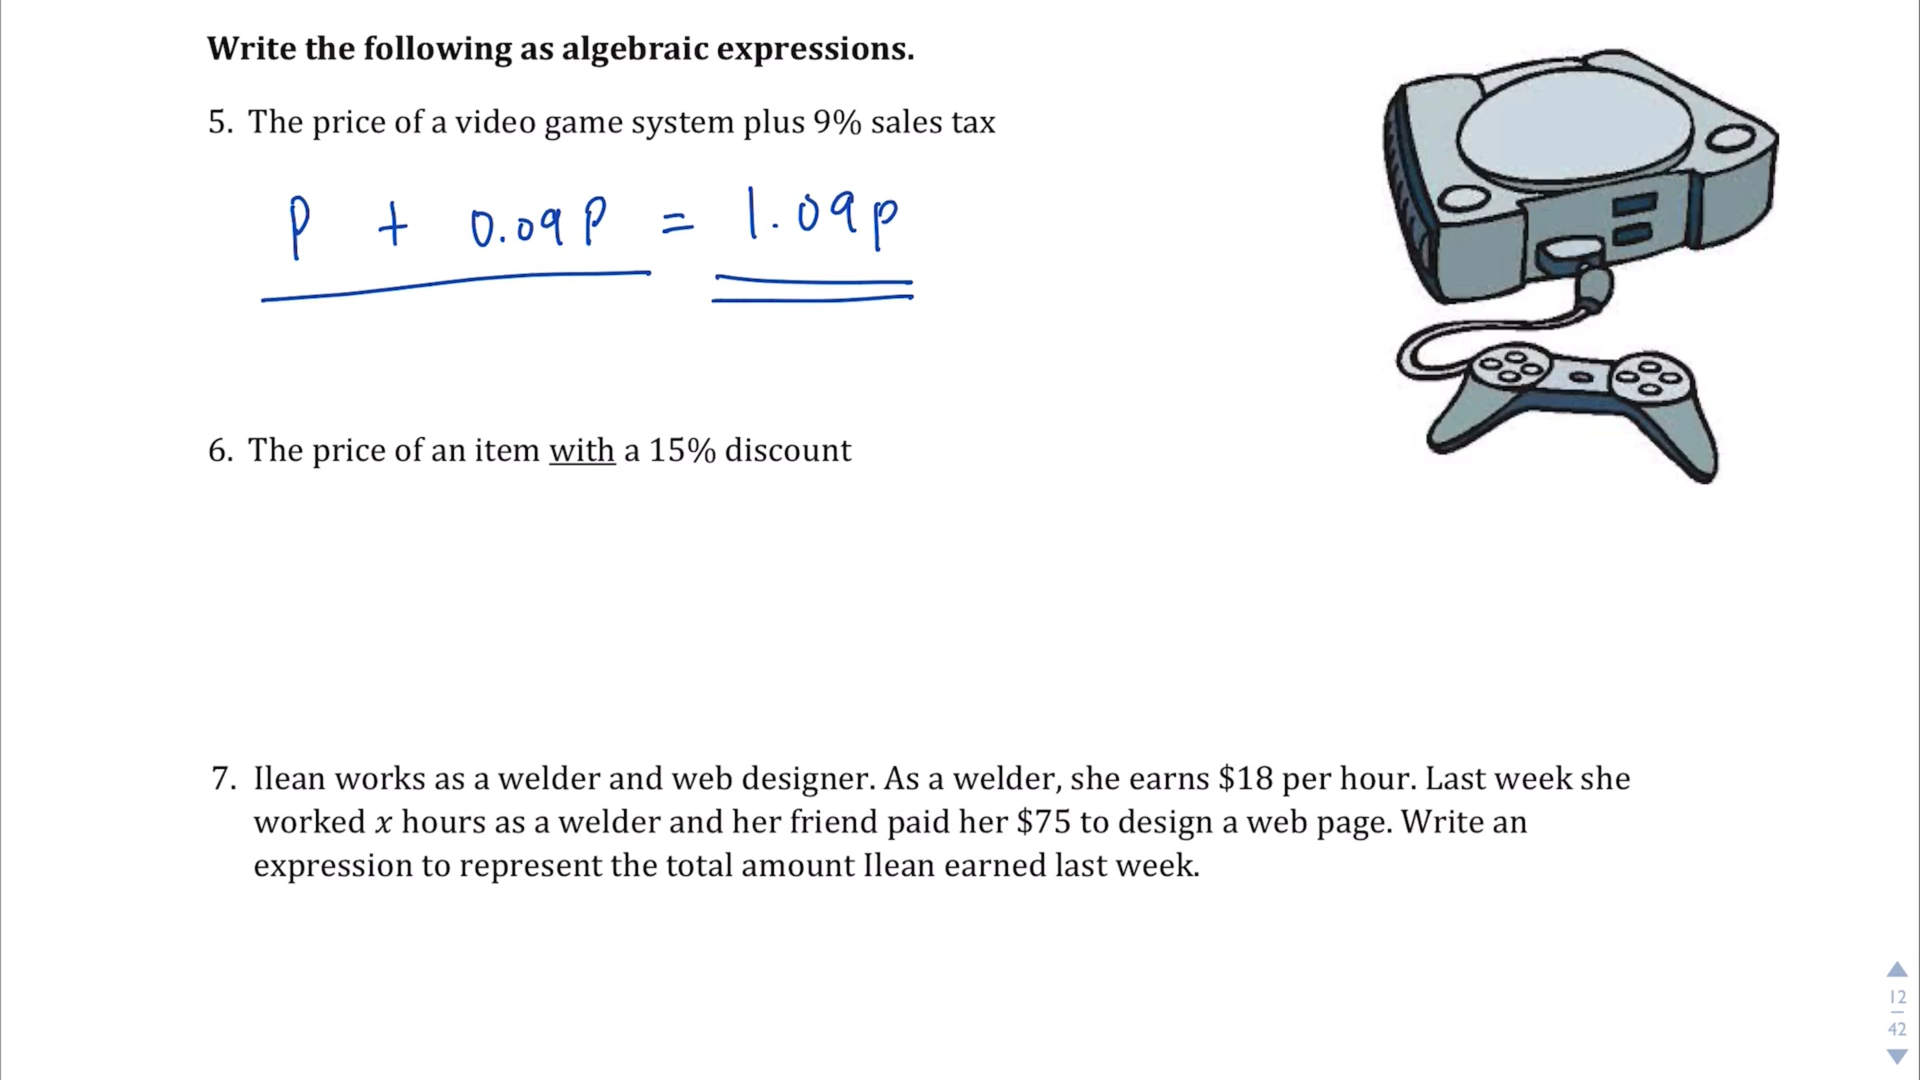 Write the following as algebraic expressions.
5. The price of a video game system plus 9% sales tax
P + 0.09P = 1.09p
6. The price of an item with a 15% discount
7. Ilean works as a welder and web designer. As a welder, she earns $18 per hour. Last week she
worked x hours as a welder and her friend paid her $75 to design a web page. Write an
expression to represent the total amount Ilean earned last week.
12
42